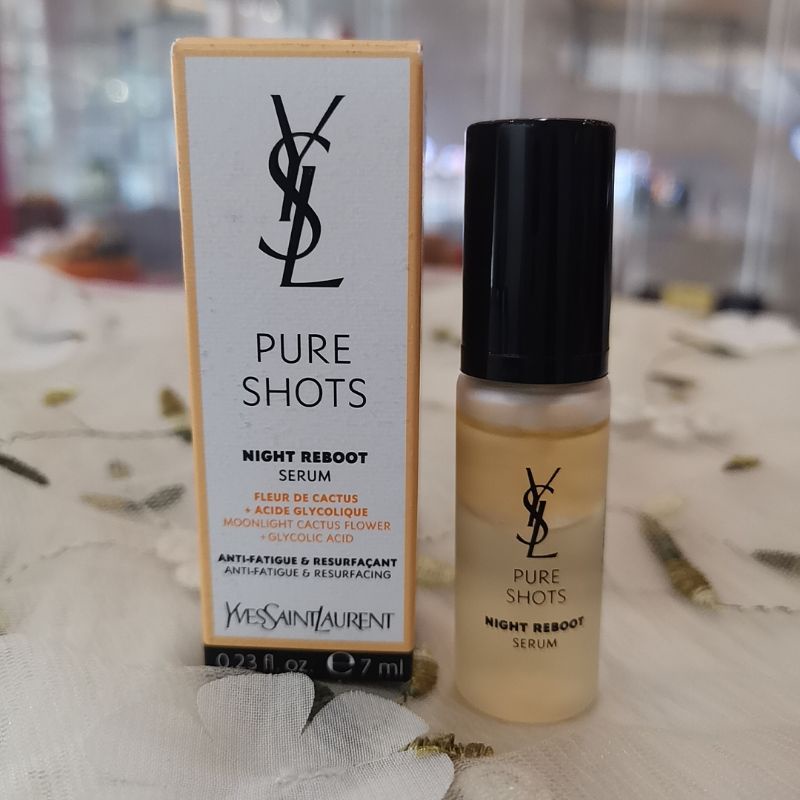 YSL
PURE
SHOTS
NIGHT REBOOT
SERUM
FLEUR DE CACTUS
+ ACIDE GLYCOLIQUE
MOONLIGHT CACTUS FLOWER
+ GLYCOLIC ACID
ANTI-FATIGUE & RESURFAÇANT
ANTI-FATIGUE & RESURFACING
YVESSAINTLAURENT
0.23 fl. oz. ℮ 7 ml
YSL
PURE
SHOTS
NIGHT REBOOT
SERUM